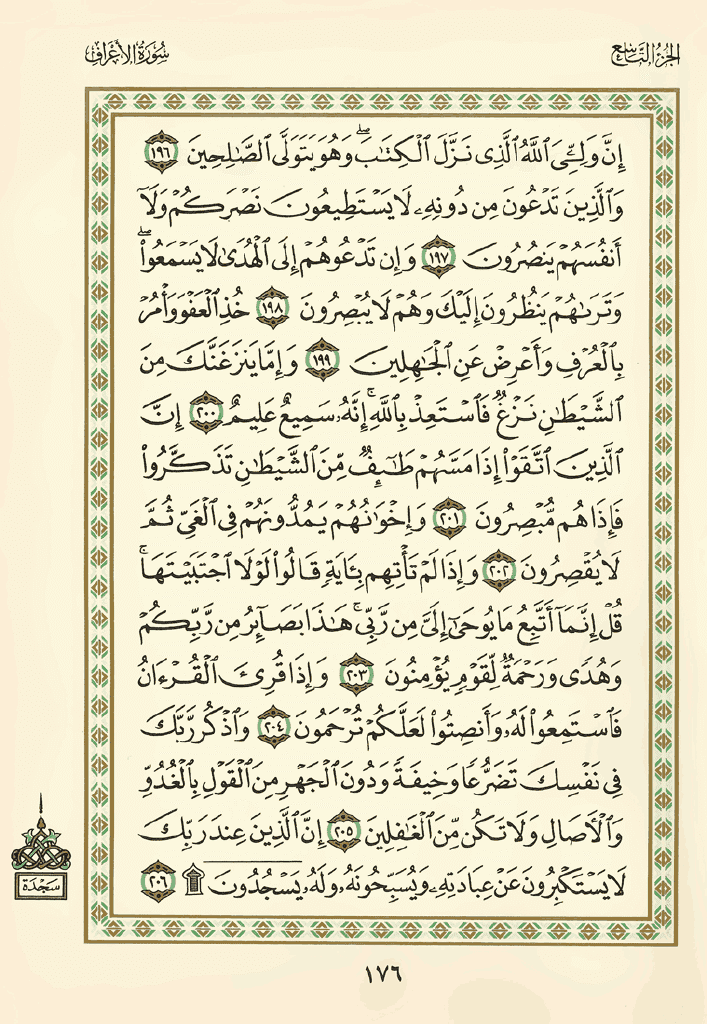 الجزء التاسع
سورة الأعراف
إِنَّ وَلِـِّۧيَ ٱللَّهُ ٱلَّذِي نَزَّلَ ٱلۡكِتَٰبَۖ وَهُوَ يَتَوَلَّى ٱلصَّٰلِحِينَ ١٩٦
وَٱلَّذِينَ تَدۡعُونَ مِن دُونِهِۦ لَا يَسۡتَطِيعُونَ نَصۡرَكُمۡ وَلَآ
أَنفُسَهُمۡ يَنصُرُونَ ١٩٧ وَإِن تَدۡعُوهُمۡ إِلَى ٱلۡهُدَىٰ لَا يَسۡمَعُواْۖ
وَتَرَىٰهُمۡ يَنظُرُونَ إِلَيۡكَ وَهُمۡ لَا يُبۡصِرُونَ ١٩٨ خُذِ ٱلۡعَفۡوَ وَأۡمُرۡ
بِٱلۡعُرۡفِ وَأَعۡرِضۡ عَنِ ٱلۡجَٰهِلِينَ ١٩٩ وَإِمَّا يَنزَغَنَّكَ مِنَ
ٱلشَّيۡطَٰنِ نَزۡغٞ فَٱسۡتَعِذۡ بِٱللَّهِۚ إِنَّهُۥ سَمِيعٌ عَلِيمٌ ٢٠٠ إِنَّ
ٱلَّذِينَ ٱتَّقَوۡاْ إِذَا مَسَّهُمۡ طَٰٓئِفٞ مِّنَ ٱلشَّيۡطَٰنِ تَذَكَّرُواْ
فَإِذَا هُم مُّبۡصِرُونَ ٢٠١ وَإِخۡوَٰنُهُمۡ يَمُدُّونَهُمۡ فِي ٱلۡغَيِّ ثُمَّ
لَا يُقۡصِرُونَ ٢٠٢ وَإِذَا لَمۡ تَأۡتِهِم بِـَٔايَةٖ قَالُواْ لَوۡلَا ٱجۡتَبَيۡتَهَاۚ
قُلۡ إِنَّمَآ أَتَّبِعُ مَا يُوحَىٰٓ إِلَيَّ مِن رَّبِّيۚ هَٰذَا بَصَآئِرُ مِن رَّبِّكُمۡ
وَهُدٗى وَرَحۡمَةٞ لِّقَوۡمٖ يُؤۡمِنُونَ ٢٠٣ وَإِذَا قُرِئَ ٱلۡقُرۡءَانُ
فَٱسۡتَمِعُواْ لَهُۥ وَأَنصِتُواْ لَعَلَّكُمۡ تُرۡحَمُونَ ٢٠٤ وَٱذۡكُر رَّبَّكَ
فِي نَفۡسِكَ تَضَرُّعٗا وَخِيفَةٗ وَدُونَ ٱلۡجَهۡرِ مِنَ ٱلۡقَوۡلِ بِٱلۡغُدُوِّ
وَٱلۡأٓصَالِ وَلَا تَكُن مِّنَ ٱلۡغَٰفِلِينَ ٢٠٥ إِنَّ ٱلَّذِينَ عِندَ رَبِّكَ
لَا يَسۡتَكۡبِرُونَ عَنۡ عِبَادَتِهِۦ وَيُسَبِّحُونَهُۥ وَلَهُۥ يَسۡجُدُونَ۩ ٢٠٦
سجدة
١٧٦